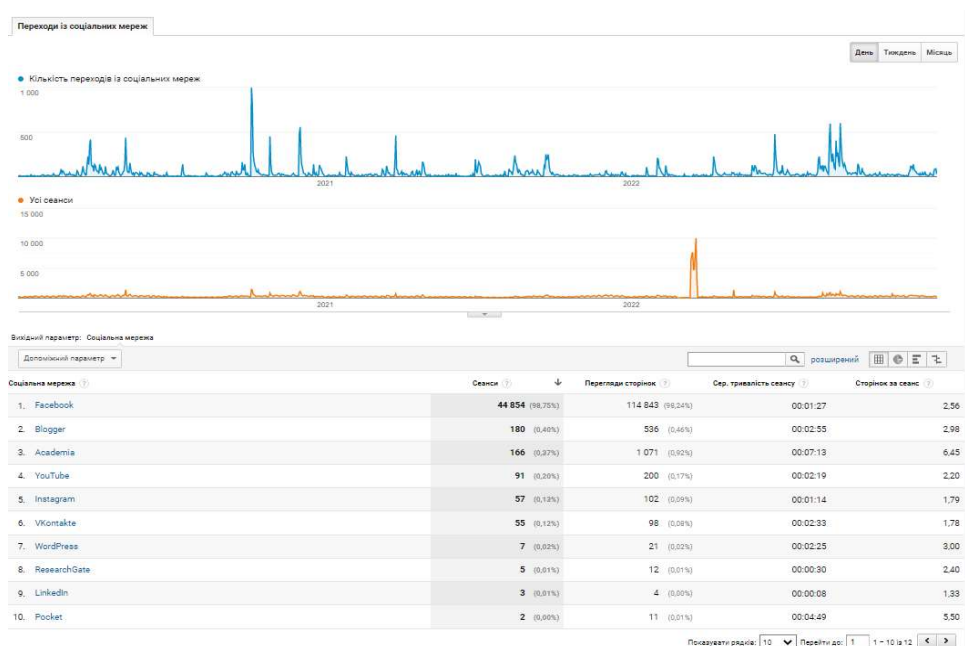 Переходи із соціальних мереж
День Тиждень Місяць
Кількість переходів із соціальних мереж
1 000
500
2021 2022
Усі сеанси
15 000
10 000
5 000
2021 2022
Вихідний параметр: Соціальна мережа
Допоміжний параметр
розширений
Соціальна мережа ? Сеанси ? Перегляди сторінок ? Сер. тривалість сеансу ? Сторінок за сеанс ?
1. Facebook 44 854 (98,75%) 114 843 (98,24%) 00:01:27 2,56
2. Blogger 180 (0,40%) 536 (0,46%) 00:02:55 2,98
3. Academia 166 (0,37%) 1 071 (0,92%) 00:07:13 6,45
4. YouTube 91 (0,20%) 200 (0,17%) 00:02:19 2,20
5. Instagram 57 (0,13%) 102 (0,09%) 00:01:14 1,79
6. VKontakte 55 (0,12%) 98 (0,08%) 00:02:33 1,78
7. WordPress 7 (0,02%) 21 (0,02%) 00:02:25 3,00
8. ResearchGate 5 (0,01%) 12 (0,01%) 00:00:30 2,40
9. LinkedIn 3 (0,01%) 4 (0,00%) 00:00:08 1,33
10. Pocket 2 (0,00%) 11 (0,01%) 00:04:49 5,50
Показувати рядків: 10 Перейти до: 1 1 – 10 із 12